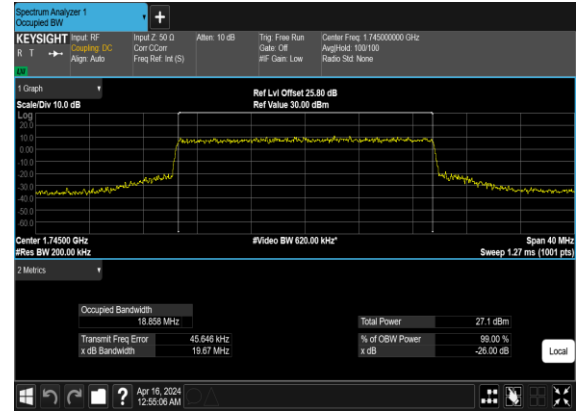 Spectrum Analyzer 1
Occupied BW
+
KEYSIGHT Input: RF Input Z: 50 Ω Atten: 10 dB Trig: Free Run Center Freq: 1.745000000 GHz
R T Coupling: DC Corr CCorr Gate: Off Avg|Hold: 100/100
Align: Auto Freq Ref: Int (S) #IF Gain: Low Radio Std: None
1 Graph
Ref Lvl Offset 25.80 dB
Scale/Div 10.0 dB Ref Value 30.00 dBm
Log
20.0
10.0
0.00
-10.0
-20.0
-30.0
-40.0
-50.0
-60.0
Center 1.74500 GHz #Video BW 620.00 kHz* Span 40 MHz
#Res BW 200.00 kHz Sweep 1.27 ms (1001 pts)
2 Metrics
Occupied Bandwidth
18.858 MHz Total Power 27.1 dBm
Transmit Freq Error 45.646 kHz % of OBW Power 99.00 %
x dB Bandwidth 19.67 MHz x dB -26.00 dB
Local
? Apr 16, 2024
12:55:06 AM